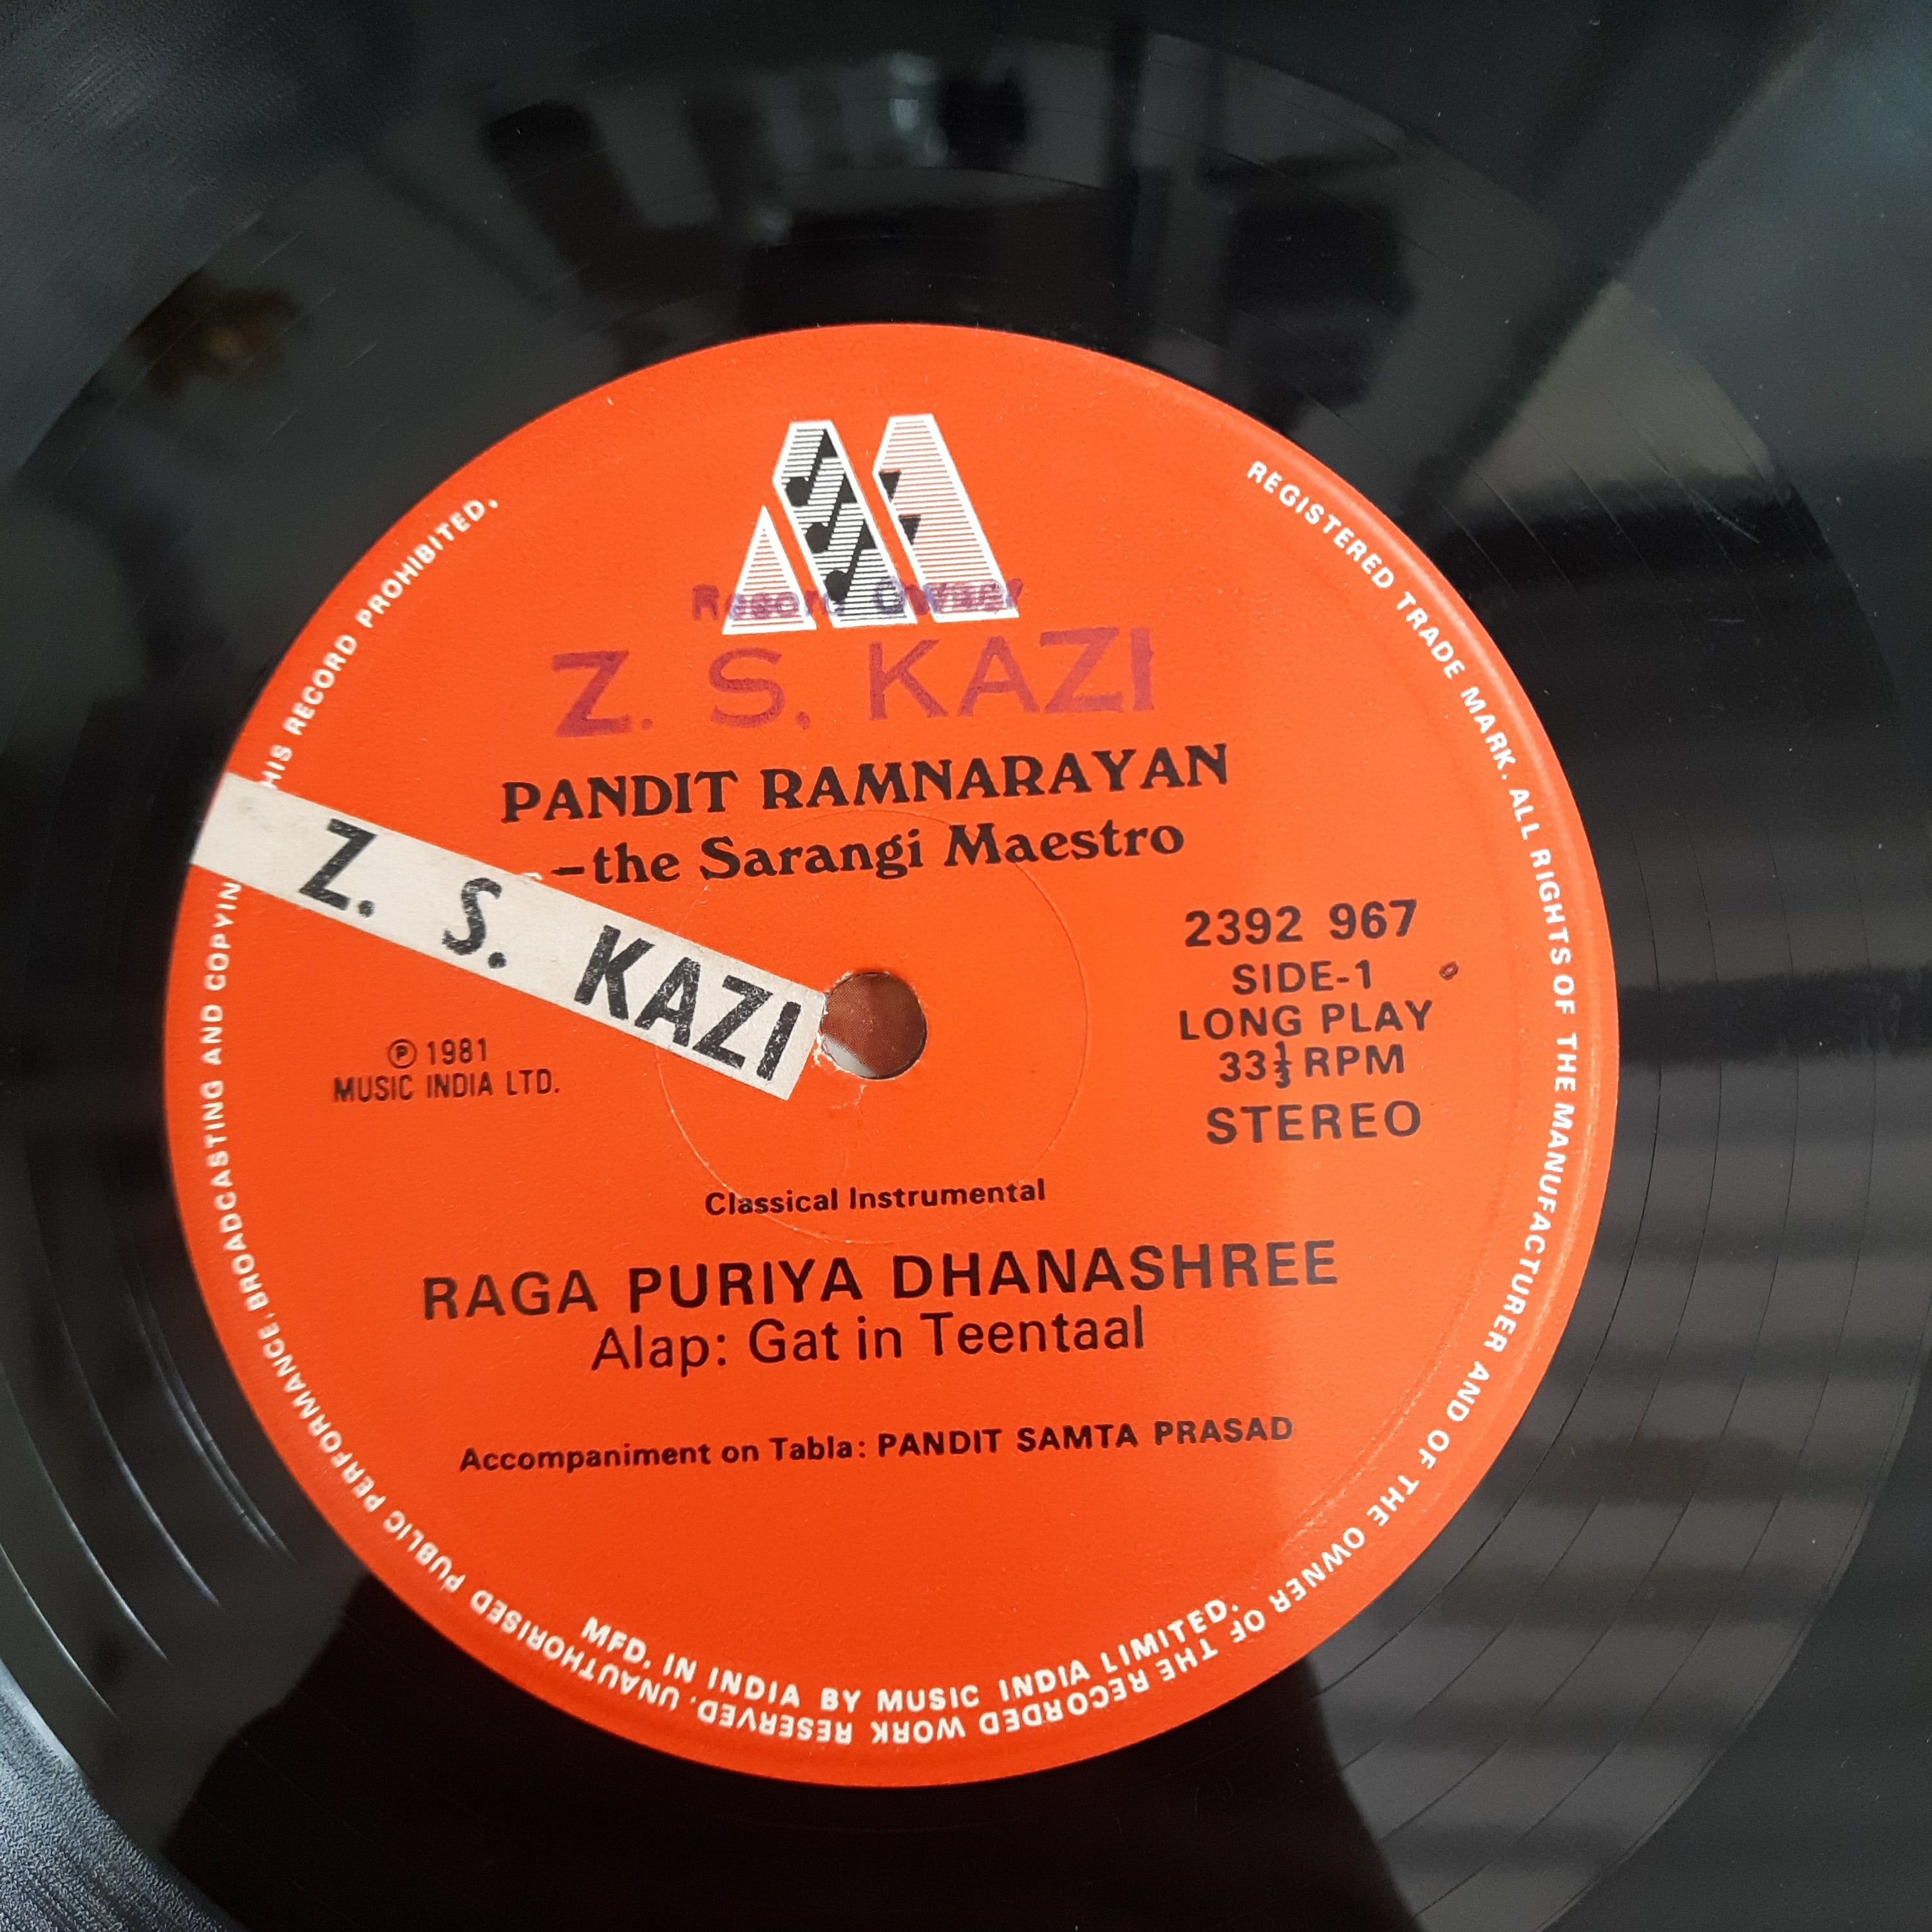 Record Owner
Z. S. KAZI
PANDIT RAMNARAYAN
–the Sarangi Maestro
Z. S. KAZI
2392 967
SIDE-1
LONG PLAY
33⅓ RPM
STEREO
℗ 1981
MUSIC INDIA LTD.
Classical Instrumental
RAGA PURIYA DHANASHREE
Alap: Gat in Teentaal
Accompaniment on Tabla: PANDIT SAMTA PRASAD
MFD. IN INDIA BY MUSIC INDIA LIMITED.
REGISTERED TRADE MARK. ALL RIGHTS OF THE MANUFACTURER AND OF THE OWNER OF THE RECORDED WORK RESERVED. UNAUTHORISED PUBLIC PERFORMANCE, BROADCASTING AND COPYIN HIS RECORD PROHIBITED.